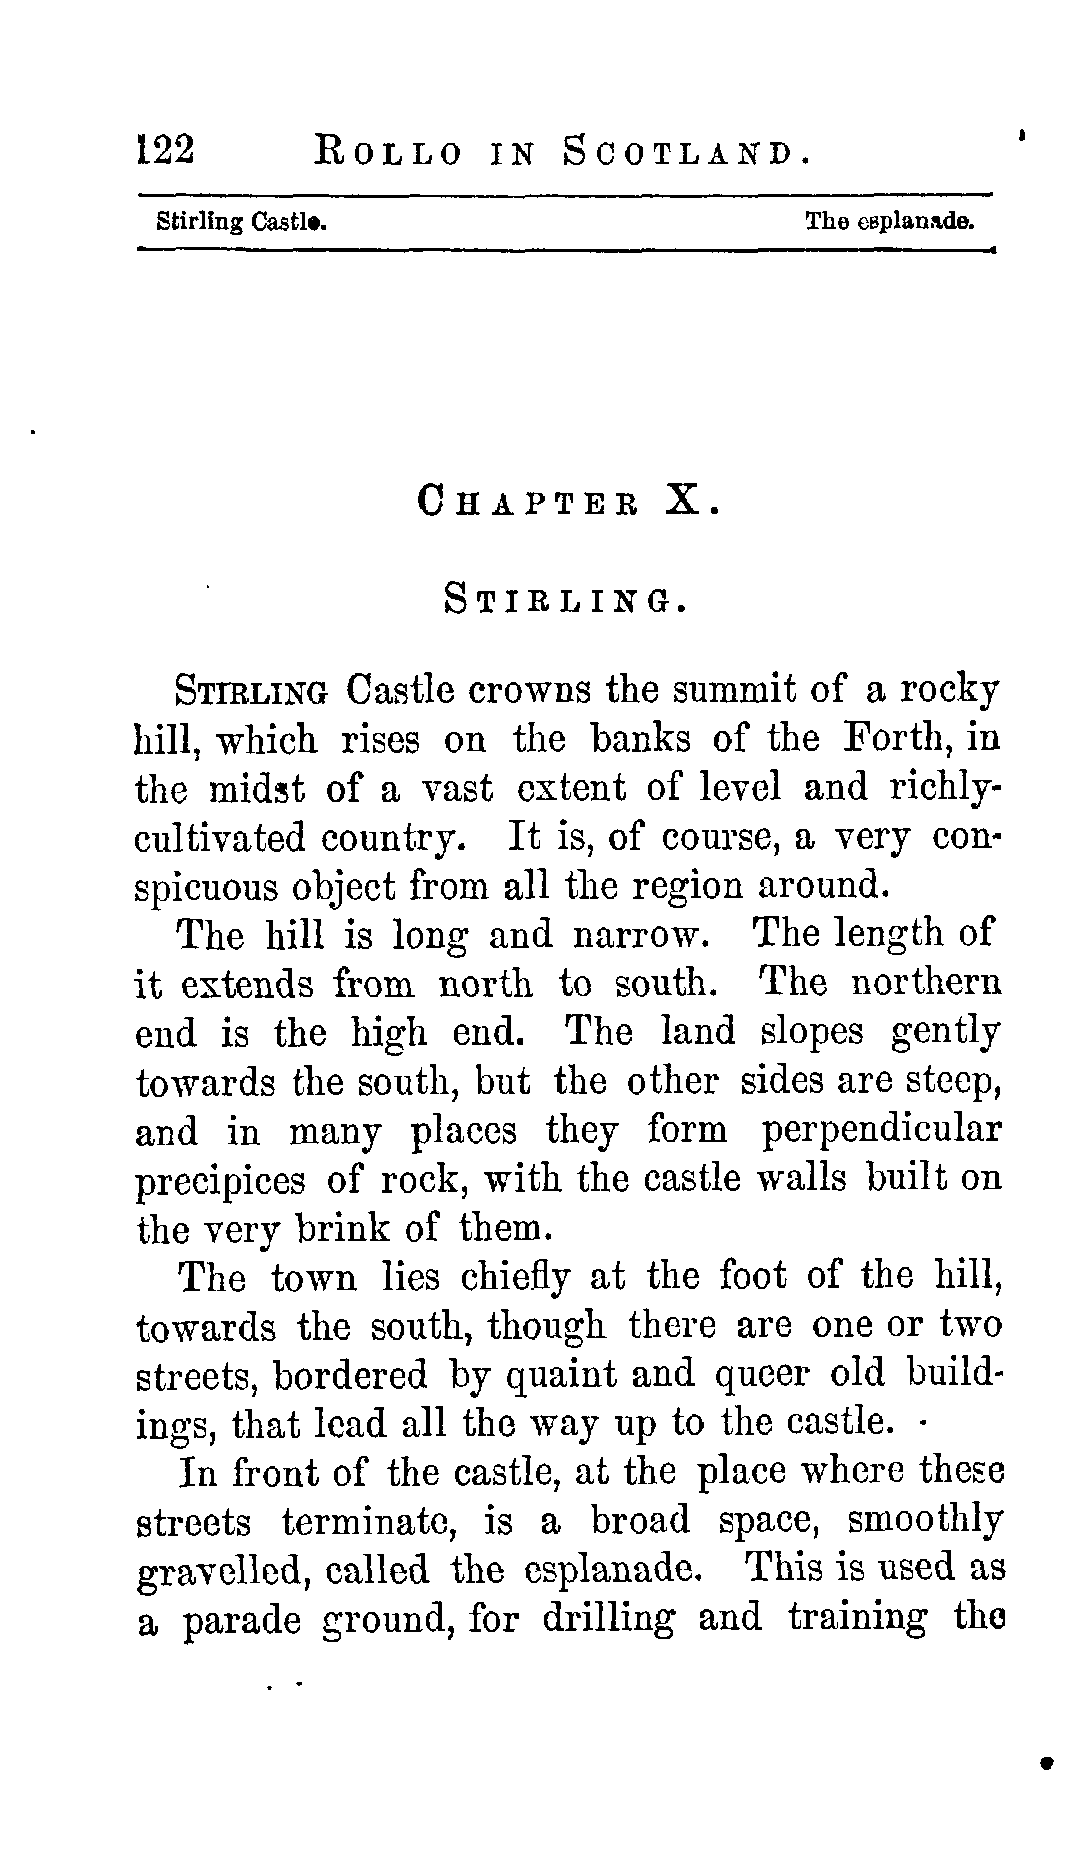 122 ROLLO IN SCOTLAND.
Stirling Castle. The esplanade.
CHAPTER X.
STIRLING.
STIRLING Castle crowns the summit of a rocky
hill, which rises on the banks of the Forth, in
the midst of a vast extent of level and richly-
cultivated country. It is, of course, a very con-
spicuous object from all the region around.
The hill is long and narrow. The length of
it extends from north to south. The northern
end is the high end. The land slopes gently
towards the south, but the other sides are steep,
and in many places they form perpendicular
precipices of rock, with the castle walls built on
the very brink of them.
The town lies chiefly at the foot of the hill,
towards the south, though there are one or two
streets, bordered by quaint and queer old build-
ings, that lead all the way up to the castle.
In front of the castle, at the place where these
streets terminate, is a broad space, smoothly
gravelled, called the esplanade. This is used as
a parade ground, for drilling and training the